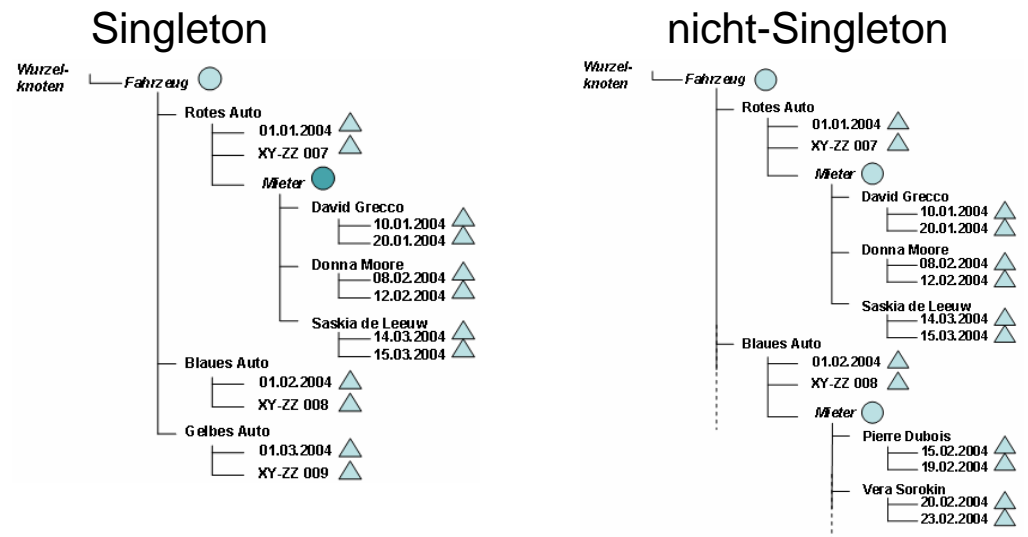 Singleton
Wurzel-
knoten
Fahrzeug
Rotes Auto
01.01.2004
XY-ZZ 007
Mieter
David Grecco
10.01.2004
20.01.2004
Donna Moore
08.02.2004
12.02.2004
Saskia de Leeuw
14.03.2004
15.03.2004
Blaues Auto
01.02.2004
XY-ZZ 008
Gelbes Auto
01.03.2004
XY-ZZ 009
nicht-Singleton
Wurzel-
knoten
Fahrzeug
Rotes Auto
01.01.2004
XY-ZZ 007
Mieter
David Grecco
10.01.2004
20.01.2004
Donna Moore
08.02.2004
12.02.2004
Saskia de Leeuw
14.03.2004
15.03.2004
Blaues Auto
01.02.2004
XY-ZZ 008
Mieter
Pierre Dubois
15.02.2004
19.02.2004
Vera Sorokin
20.02.2004
23.02.2004